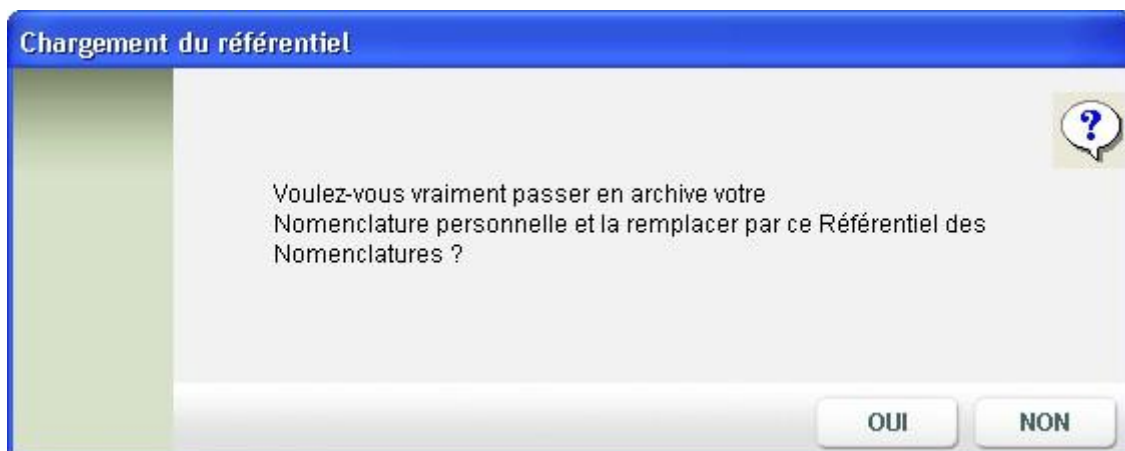 Chargement du référentiel
?
Voulez-vous vraiment passer en archive votre
Nomenclature personnelle et la remplacer par ce Référentiel des
Nomenclatures ?
OUI NON